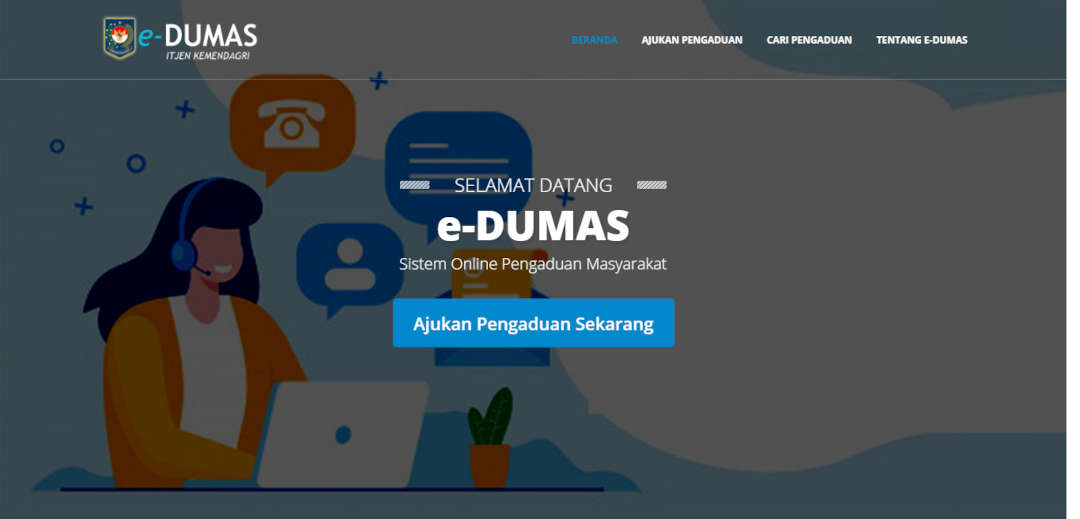 e-DUMAS
ITJEN KEMENDAGRI
BERANDA
AJUKAN PENGADUAN
CARI PENGADUAN
TENTANG E-DUMAS
SELAMAT DATANG
e-DUMAS
Sistem Online Pengaduan Masyarakat
Ajukan Pengaduan Sekarang